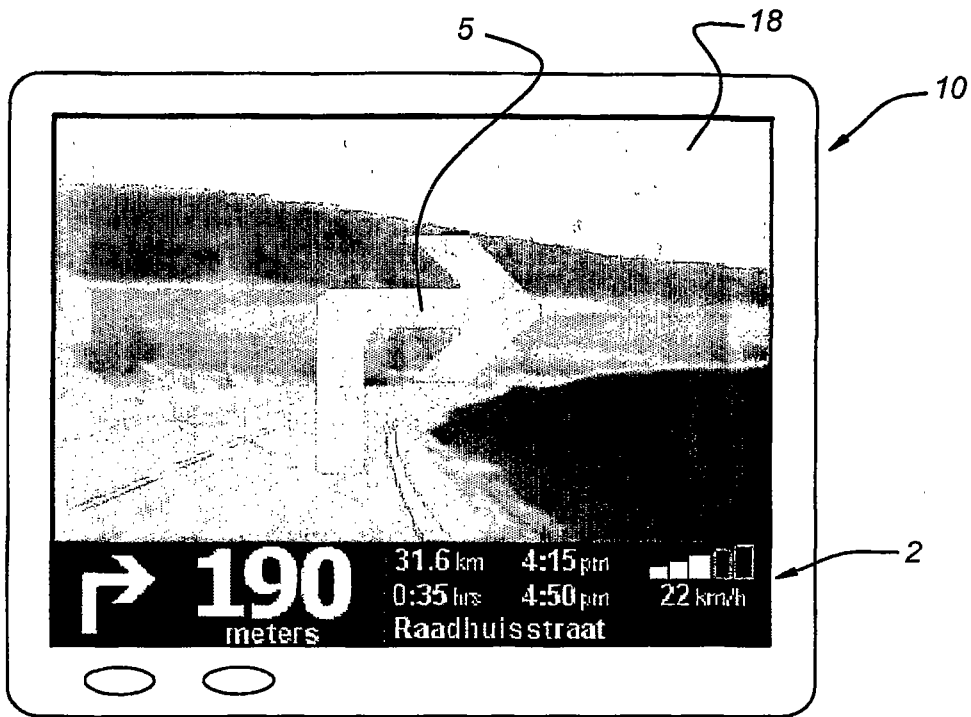 5
18
10
190
meters
31.6 km 4:15 pm
0:35 hrs 4:50 pm
Raadhuisstraat
22 km/h
2